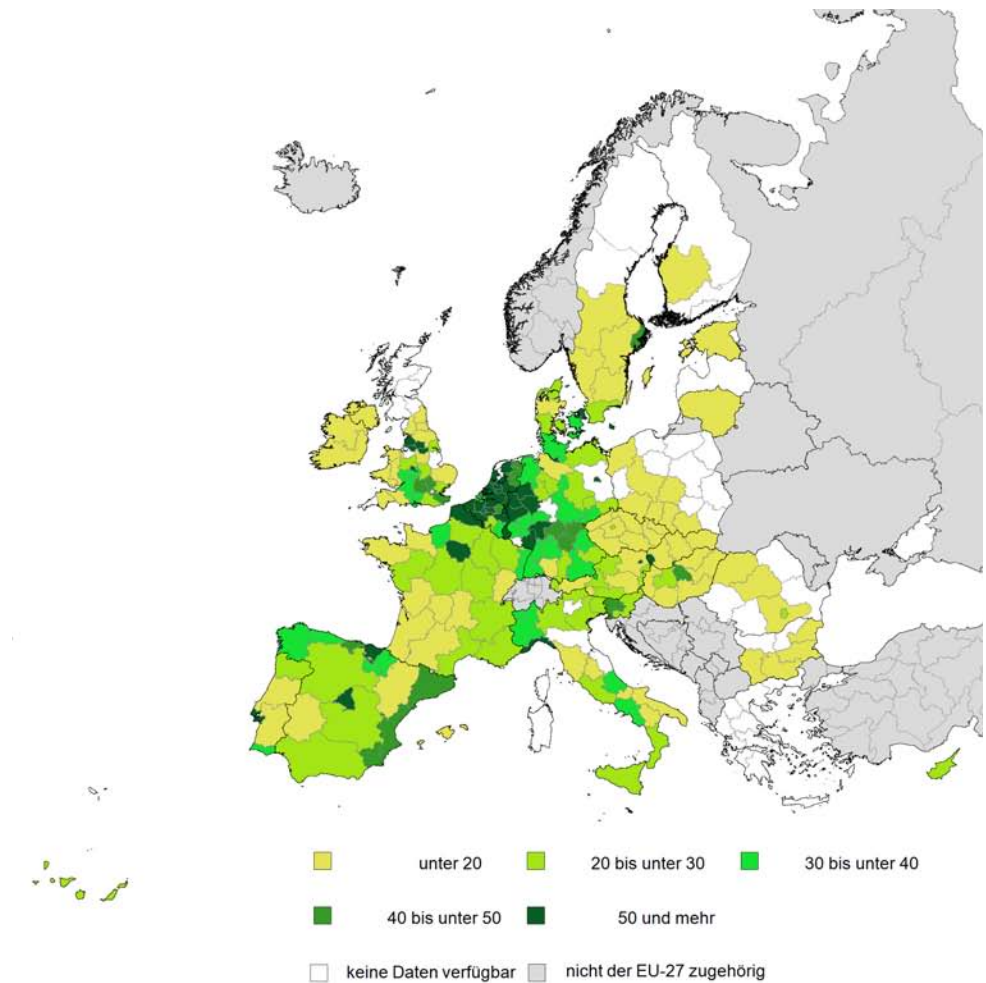 unter 20 20 bis unter 30 30 bis unter 40
40 bis unter 50 50 und mehr
keine Daten verfügbar nicht der EU-27 zugehörig